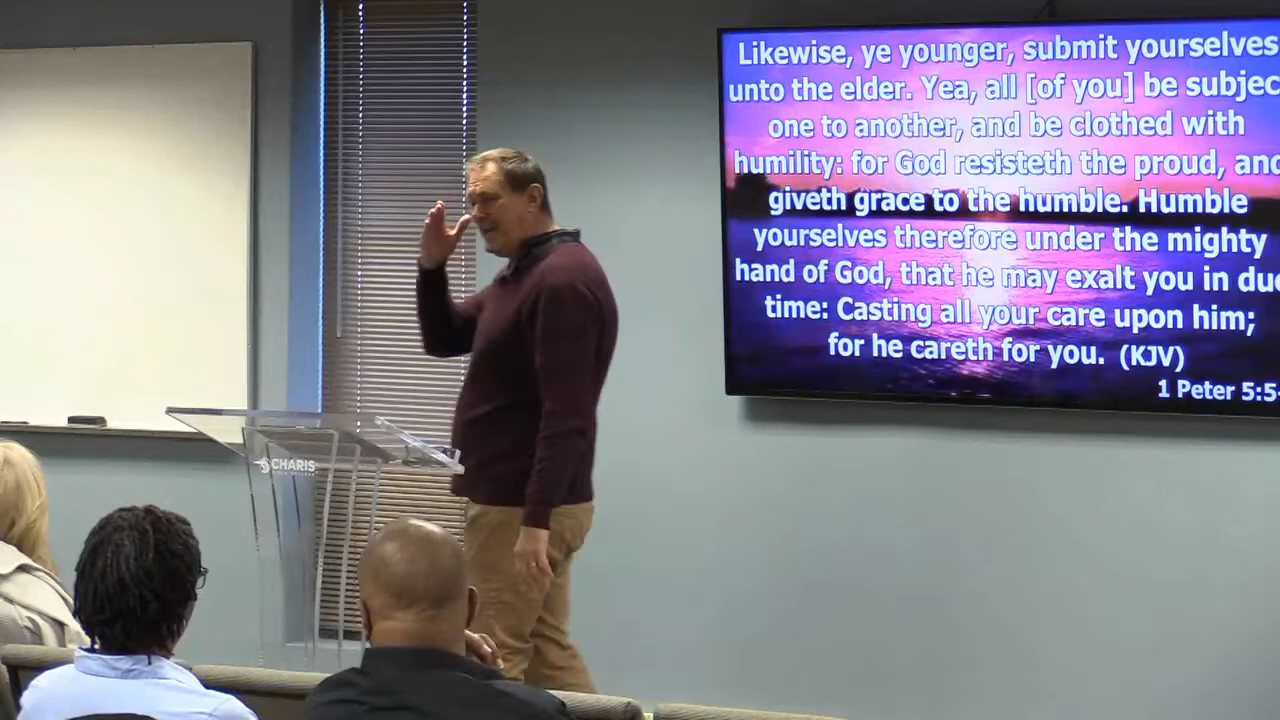 Likewise, ye younger, submit yourselves
unto the elder. Yea, all [of you] be subjec
one to another, and be clothed with
humility: for God resisteth the proud, and
giveth grace to the humble. Humble
yourselves therefore under the mighty
hand of God, that he may exalt you in due
time: Casting all your care upon him;
for he careth for you. (KJV)
1 Peter 5:5-
CHARIS